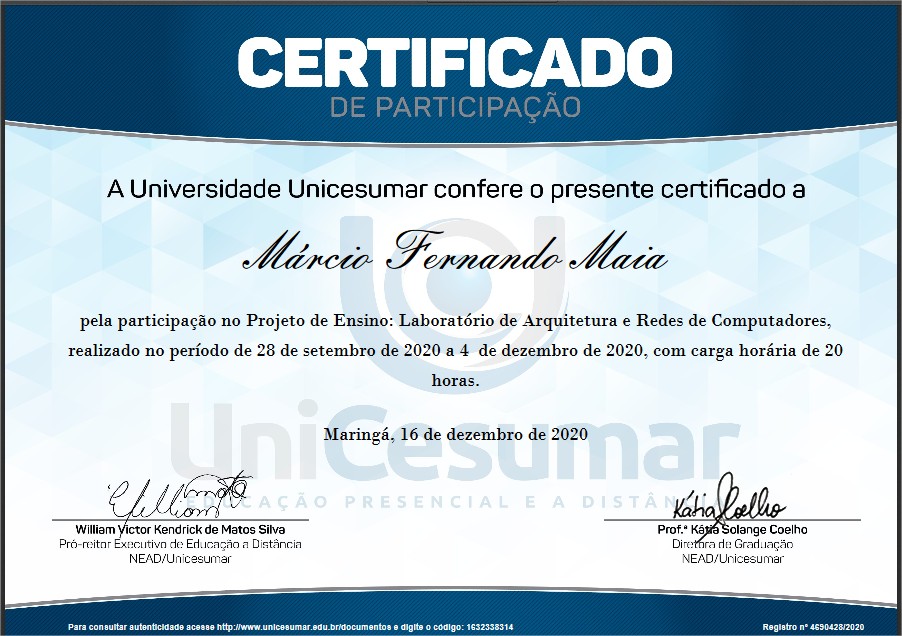 CERTIFICADO
DE PARTICIPAÇÃO
A Universidade Unicesumar confere o presente certificado a
Márcio Fernando Maia
pela participação no Projeto de Ensino: Laboratório de Arquitetura e Redes de Computadores,
realizado no período de 28 de setembro de 2020 a 4 de dezembro de 2020, com carga horária de 20
horas.
UniCesumar
EDUCAÇÃO PRESENCIAL E A DISTÂNCIA
Maringá, 16 de dezembro de 2020
Kátia Coelho
William Victor Kendrick de Matos Silva
Pró-reitor Executivo de Educação a Distância
NEAD/Unicesumar
Prof.ª Kátia Solange Coelho
Diretora de Graduação
NEAD/Unicesumar
Para consultar autenticidade acesse http://www.unicesumar.edu.br/documentos e digite o código: 1632338314
Registro nº 4690428/2020